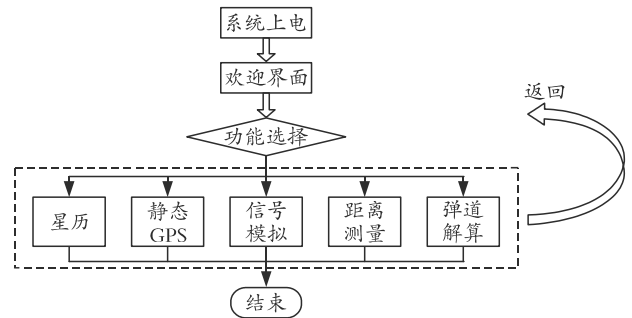 系统上电
欢迎界面
功能选择
返回
星历
静态
GPS
信号
模拟
距离
测量
弹道
解算
结束